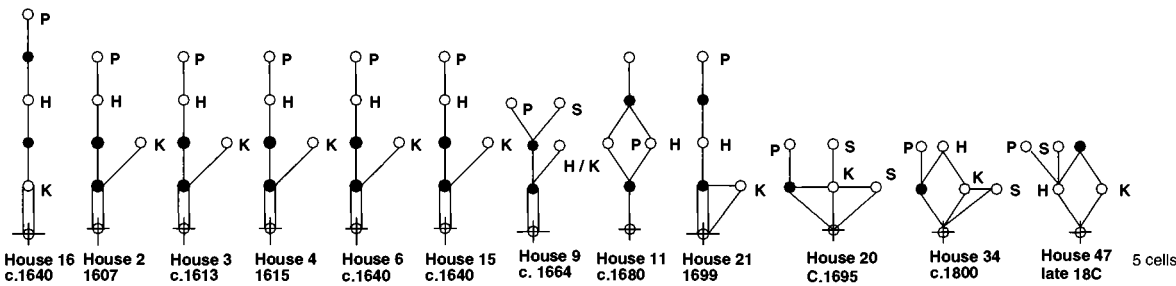 P
P
P
P
P
P
P
H
H
H
H
H
H
P
S
K
K
K
K
K
H / K
P
H
P
S
K
S
P
H
K
S
P
S
H
K
K
K
House 16
c.1640
House 2
1607
House 3
c.1613
House 4
1615
House 6
c.1640
House 15
c.1640
House 9
c. 1664
House 11
c.1680
House 21
1699
House 20
C.1695
House 34
c.1800
House 47
late 18C
5 cells